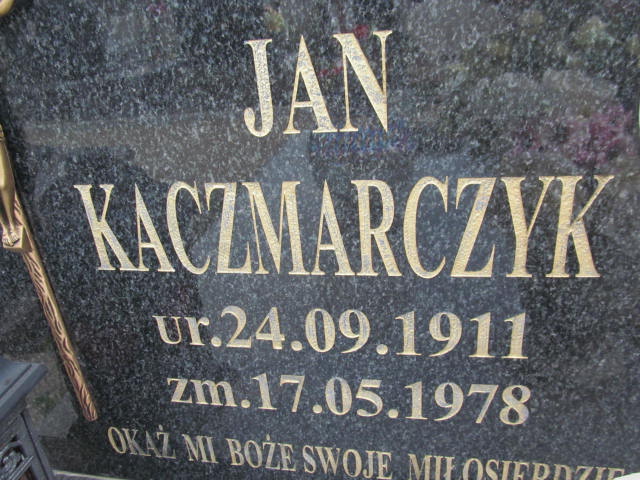 JAN
KACZMARCZYK
ur.24.09.1911
zm.17.05.1978
OKAŻ MI BOŻE SWOJE MIŁOSIERDZIE